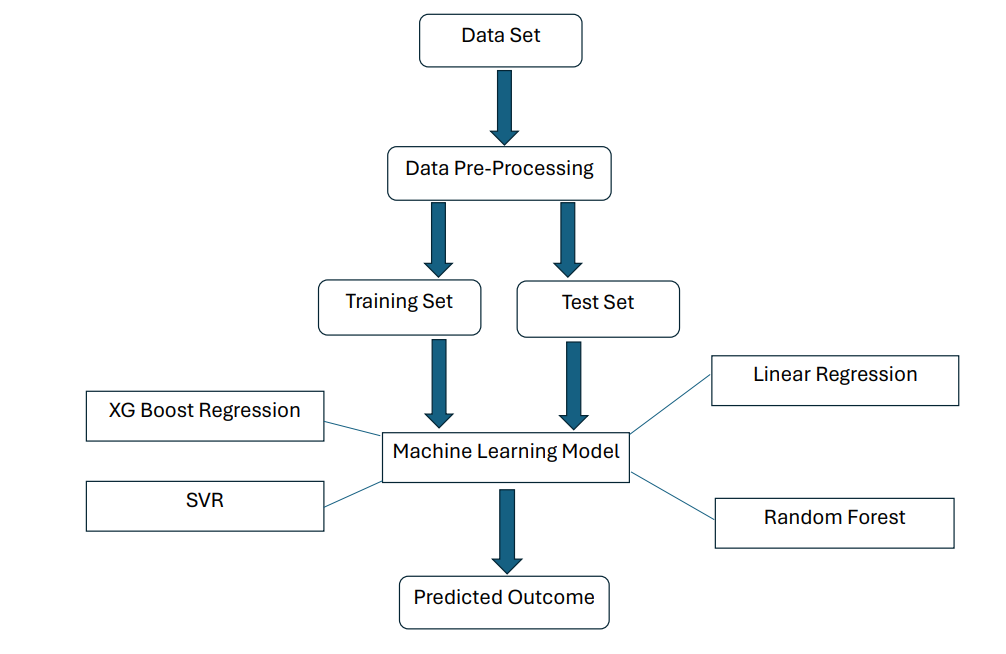 Data Set
Data Pre-Processing
Training Set
Test Set
Linear Regression
XG Boost Regression
Machine Learning Model
SVR
Random Forest
Predicted Outcome